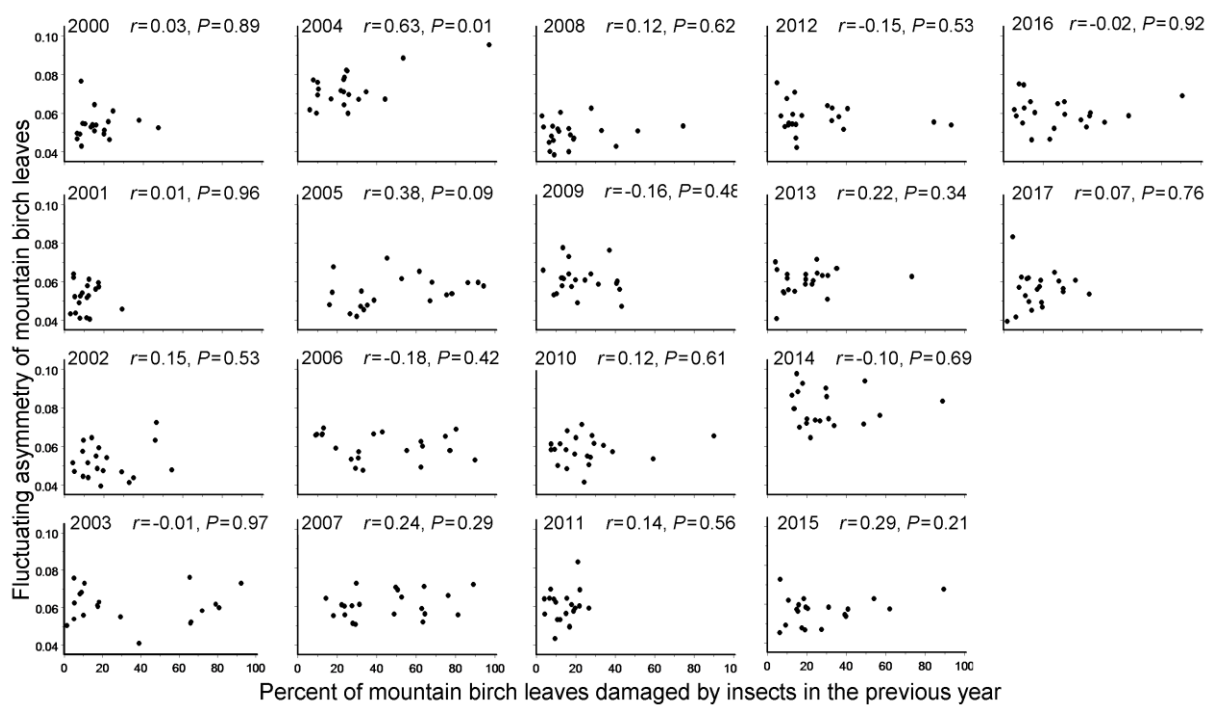 2000 r=0.03, P=0.89
2004 r=0.63, P=0.01
2008 r=0.12, P=0.62
2012 r=-0.15, P=0.53
2016 r=-0.02, P=0.92
0.10
0.08
0.06
0.04
2001 r=0.01, P=0.96
2005 r=0.38, P=0.09
2009 r=-0.16, P=0.48
2013 r=0.22, P=0.34
2017 r=0.07, P=0.76
0.10
0.08
0.06
0.04
2002 r=0.15, P=0.53
2006 r=-0.18, P=0.42
2010 r=0.12, P=0.61
2014 r=-0.10, P=0.69
0.10
0.08
0.06
0.04
2003 r=-0.01, P=0.97
2007 r=0.24, P=0.29
2011 r=0.14, P=0.56
2015 r=0.29, P=0.21
0.10
0.08
0.06
0.04
0 20 40 60 80 100
0 20 40 60 80 100
0 20 40 60 80 10
0 20 40 60 80 100
Fluctuating asymmetry of mountain birch leaves
Percent of mountain birch leaves damaged by insects in the previous year